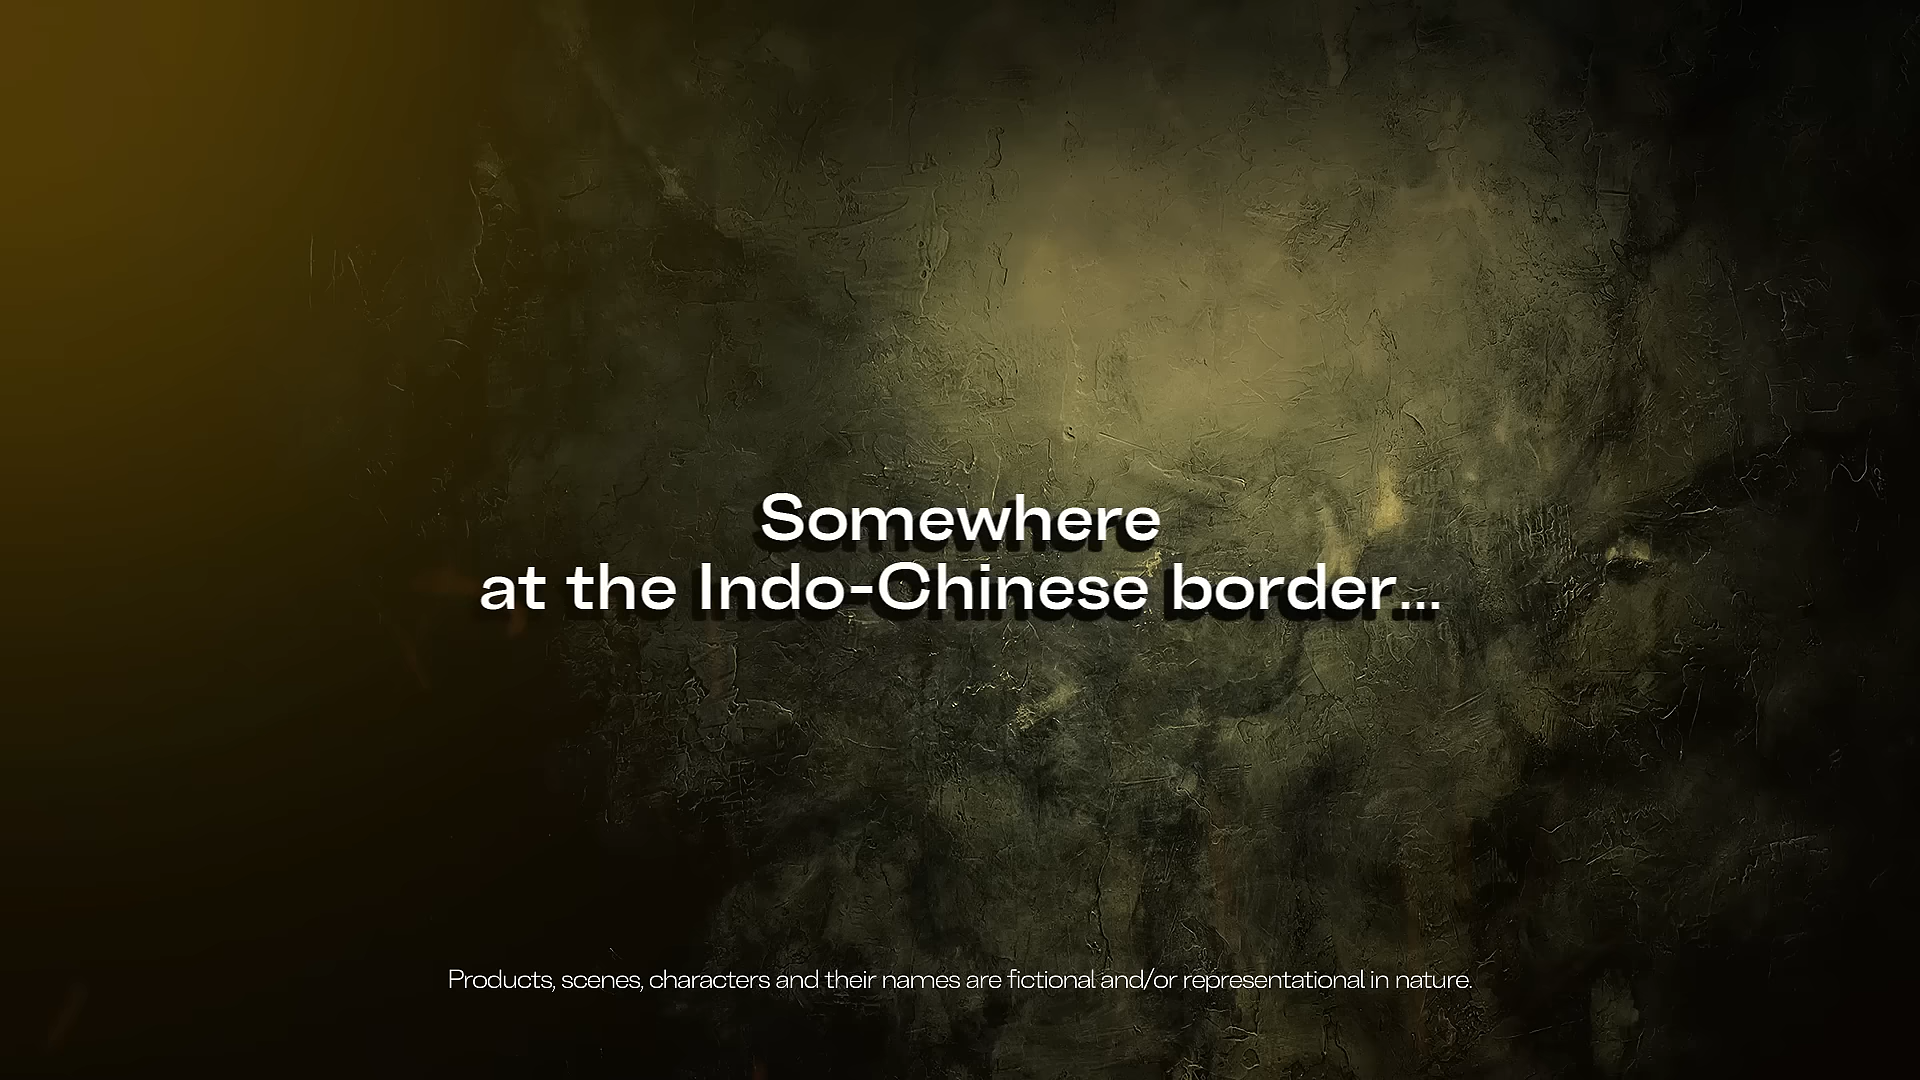 Somewhere
at the Indo-Chinese border...
Products, scenes, characters and their names are fictional and/or representational in nature.